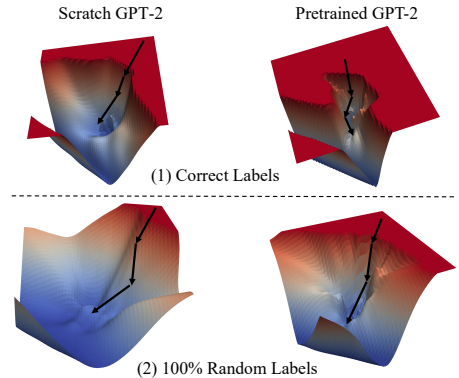 Scratch GPT-2
Pretrained GPT-2
(1) Correct Labels
(2) 100% Random Labels